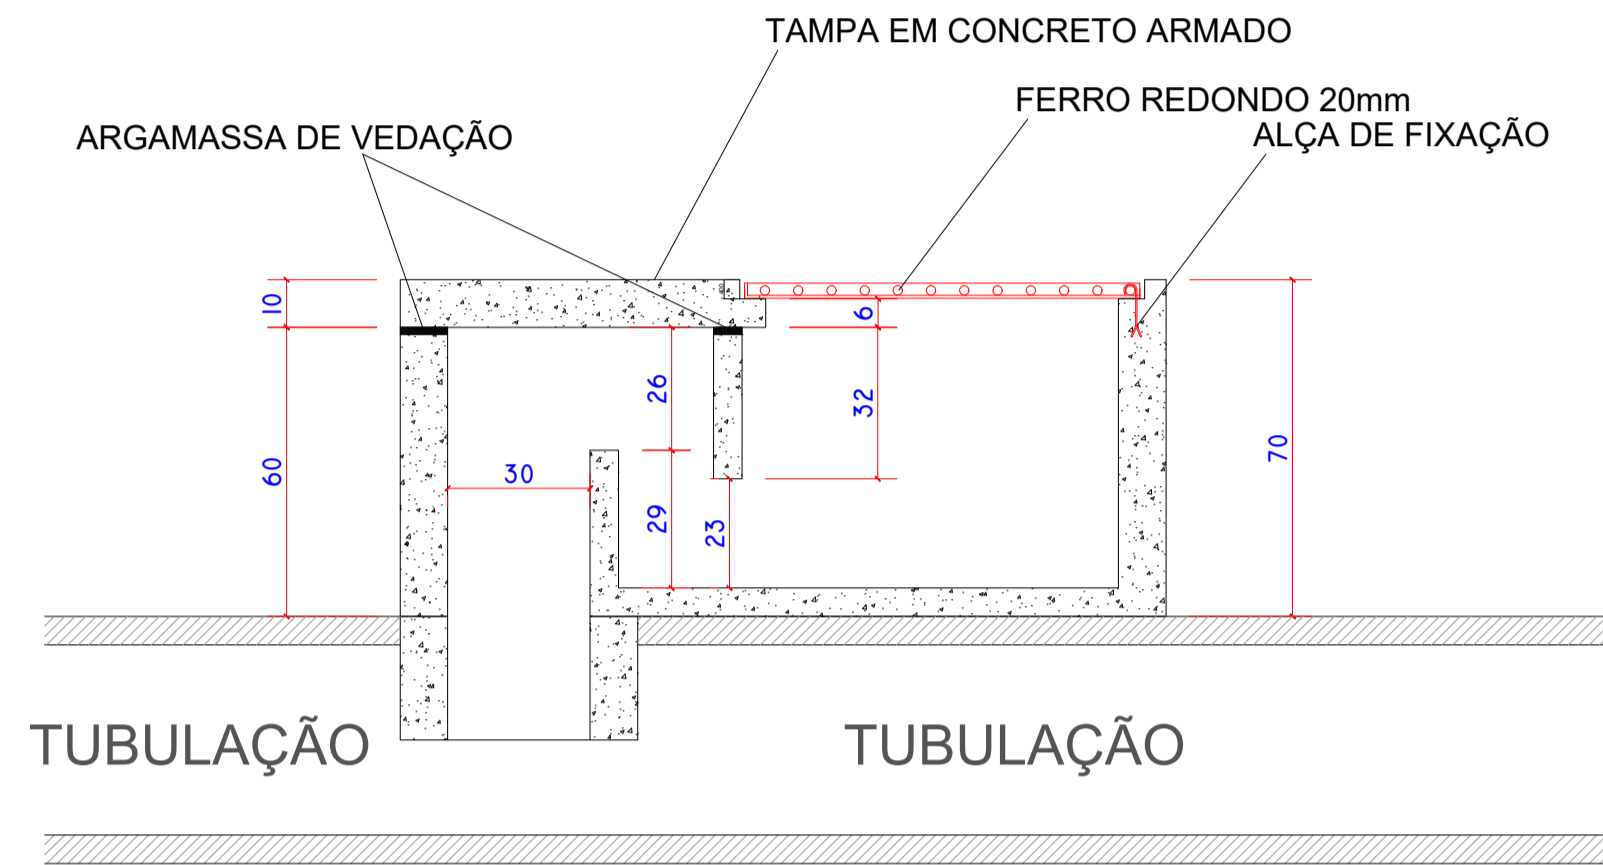 TAMPA EM CONCRETO ARMADO
FERRO REDONDO 20mm
ARGAMASSA DE VEDAÇÃO
ALÇA DE FIXAÇÃO
10
6
26
32
60
30
70
29
23
TUBULAÇÃO
TUBULAÇÃO